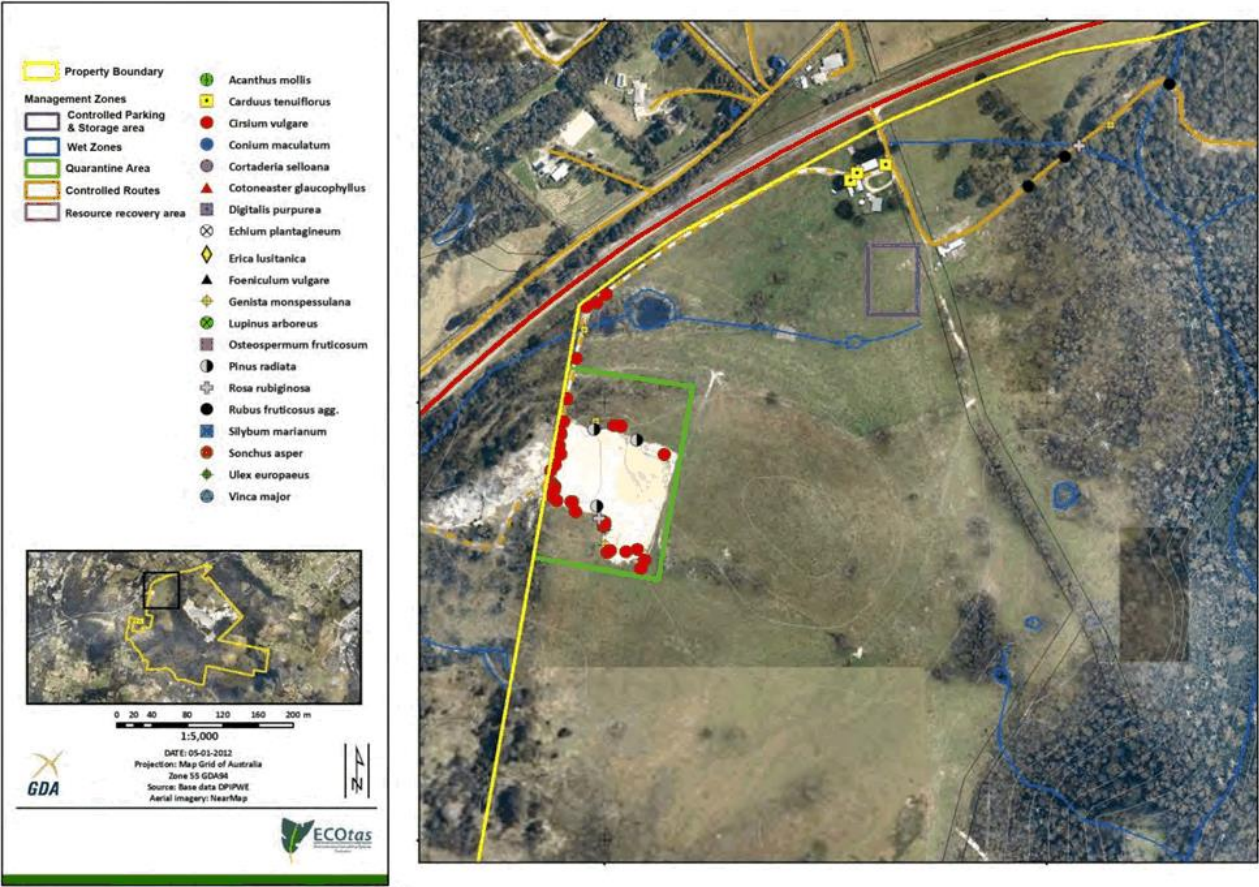 Property Boundary
Management Zones
Controlled Parking
& Storage area
Wet Zones
Quarantine Area
Controlled Routes
Resource recovery area
Acanthus mollis
Carduus tenuiflorus
Cirsium vulgare
Conium maculatum
Cortaderia selloana
Cotoneaster glaucophyllus
Digitalis purpurea
Echium plantagineum
Erica lusitanica
Foeniculum vulgare
Genista monspessulana
Lupinus arboreus
Osteospermum fruticosum
Pinus radiata
Rosa rubiginosa
Rubus fruticosus agg.
Silybum marianum
Sonchus asper
Ulex europaeus
Vinca major
0 20 40 80 120 160 200 m
1:5,000
DATE: 05-01-2012
Projection: Map Grid of Australia
Zone 55 GDA94
Source: Base data DPIPWE
Aerial imagery: NearMap
GDA
N
ECOtas